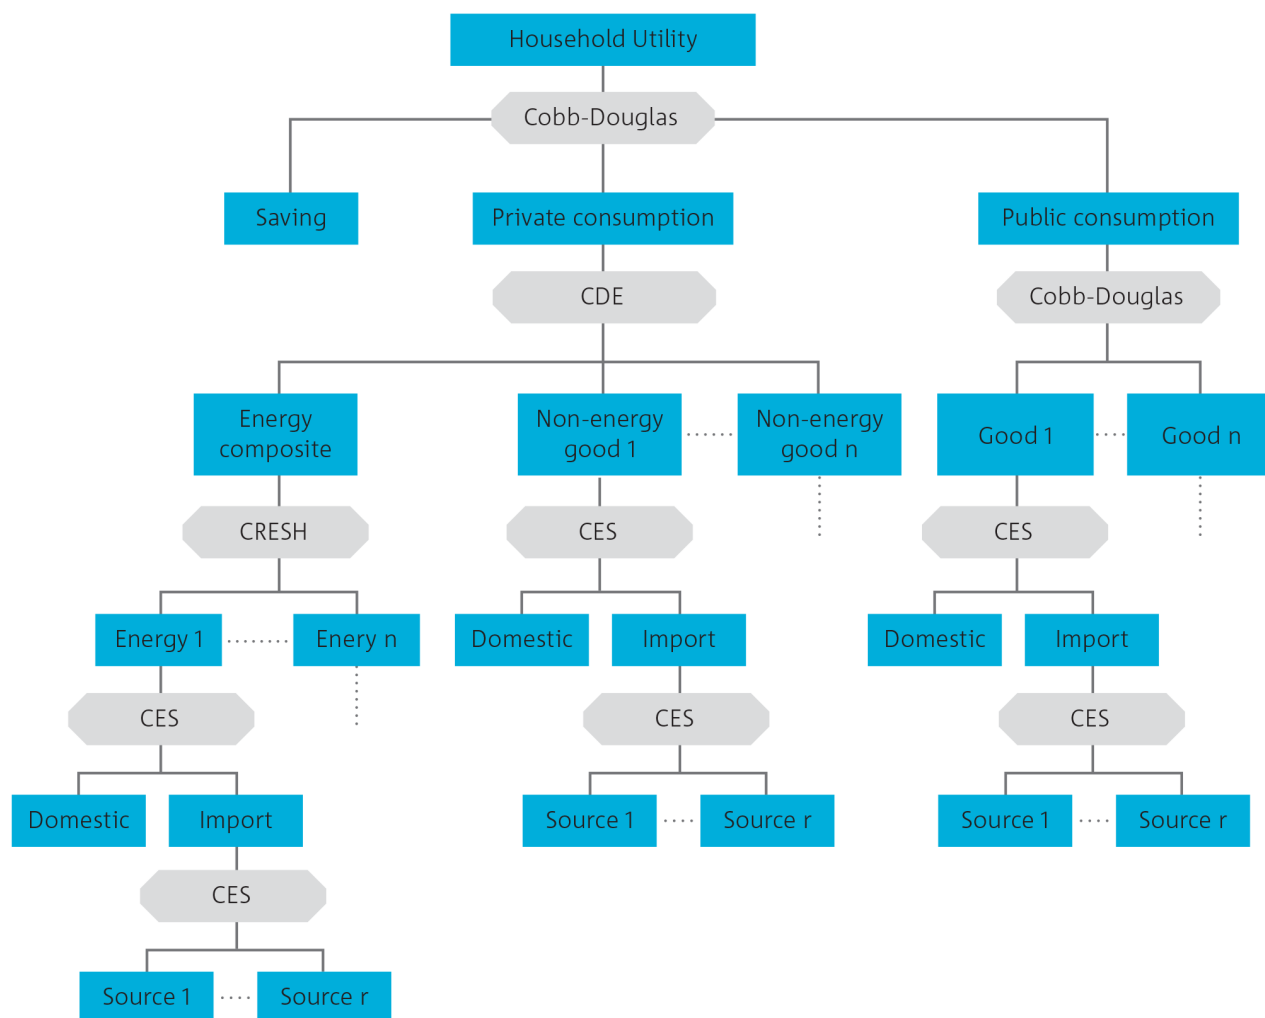 Household Utility
Cobb-Douglas
Saving
Private consumption
Public consumption
CDE
Cobb-Douglas
Energy
composite
Non-energy
good 1
Non-energy
good n
Good 1
Good n
CRESH
CES
CES
Energy 1
Enery n
Domestic
Import
Domestic
Import
CES
CES
CES
Domestic
Import
Source 1
Source r
Source 1
Source r
CES
Source 1
Source r